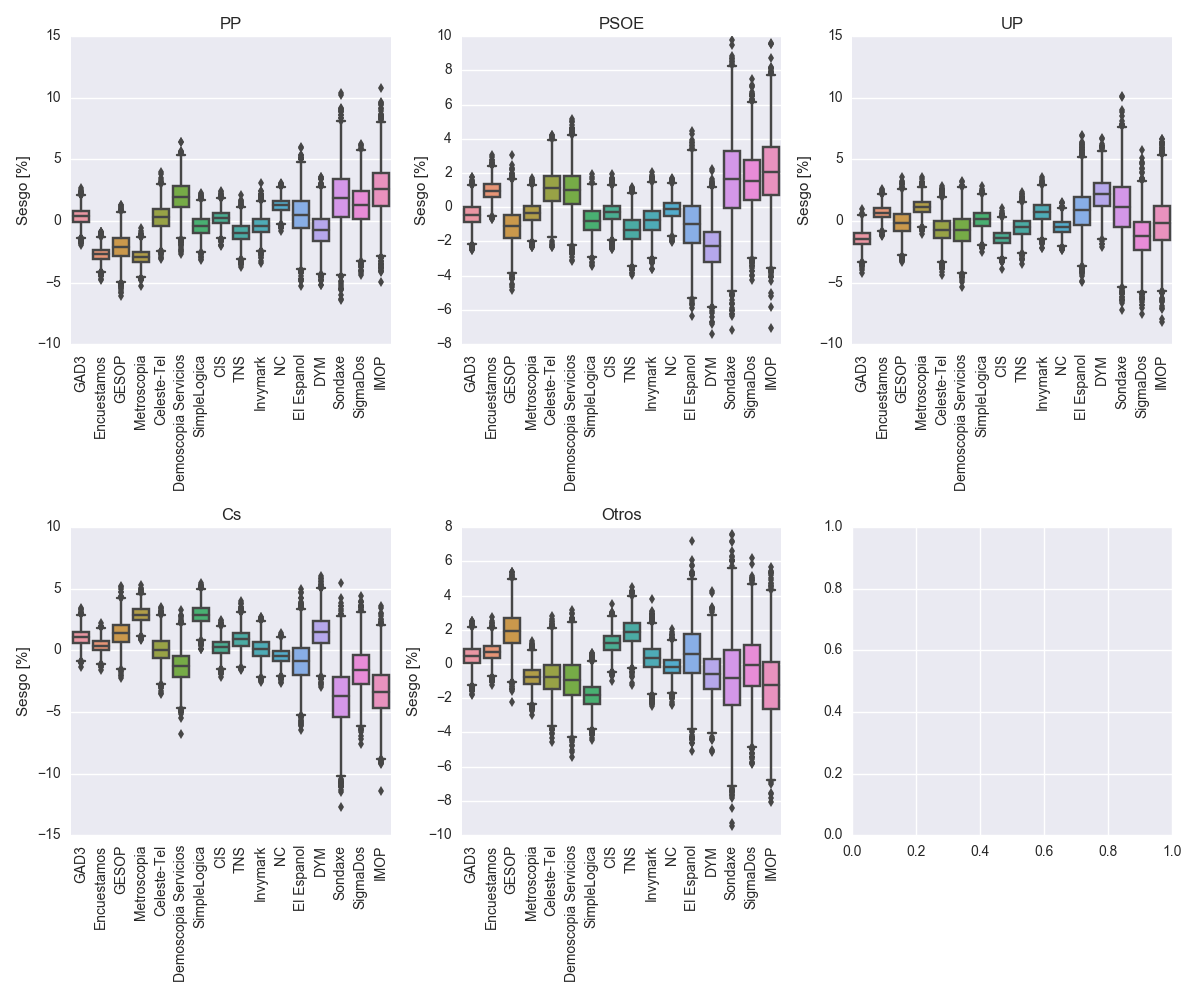 PP
15
10
5
0
−5
−10
Sesgo [%]
GAD3
Encuestamos
GESOP
Metroscopia
Celeste-Tel
Demoscopia Servicios
SimpleLogica
CIS
TNS
Invymark
NC
El Espanol
DYM
Sondaxe
SigmaDos
IMOP
PSOE
10
8
6
4
2
0
−2
−4
−6
−8
Sesgo [%]
GAD3
Encuestamos
GESOP
Metroscopia
Celeste-Tel
Demoscopia Servicios
SimpleLogica
CIS
TNS
Invymark
NC
El Espanol
DYM
Sondaxe
SigmaDos
IMOP
UP
15
10
5
0
−5
−10
Sesgo [%]
GAD3
Encuestamos
GESOP
Metroscopia
Celeste-Tel
Demoscopia Servicios
SimpleLogica
CIS
TNS
Invymark
NC
El Espanol
DYM
Sondaxe
SigmaDos
IMOP
Cs
10
5
0
−5
−10
−15
Sesgo [%]
GAD3
Encuestamos
GESOP
Metroscopia
Celeste-Tel
Demoscopia Servicios
SimpleLogica
CIS
TNS
Invymark
NC
El Espanol
DYM
Sondaxe
SigmaDos
IMOP
Otros
8
6
4
2
0
−2
−4
−6
−8
−10
Sesgo [%]
GAD3
Encuestamos
GESOP
Metroscopia
Celeste-Tel
Demoscopia Servicios
SimpleLogica
CIS
TNS
Invymark
NC
El Espanol
DYM
Sondaxe
SigmaDos
IMOP
1.0
0.8
0.6
0.4
0.2
0.0
0.0 0.2 0.4 0.6 0.8 1.0